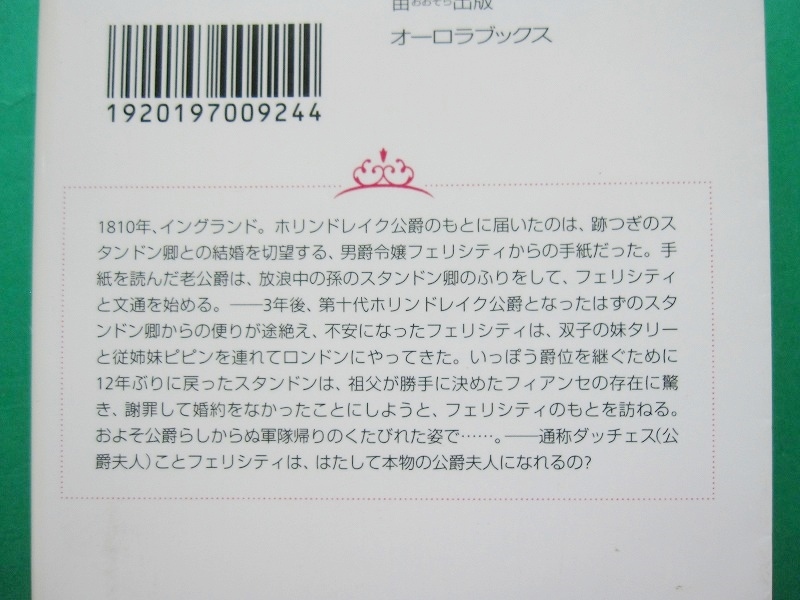 宙おおぞら出版
オーロラブックス
1920197009244
1810年、イングランド。ホリンドレイク公爵のもとに届いたのは、跡つぎのス
タンドン卿との結婚を切望する、男爵令嬢フェリシティからの手紙だった。手
紙を読んだ老公爵は、放浪中の孫のスタンドン卿のふりをして、フェリシティ
と文通を始める。――3年後、第十代ホリンドレイク公爵となったはずのスタ
ンドン卿からの便りが途絶え、不安になったフェリシティは、双子の妹タリー
と従姉妹ピピンを連れてロンドンにやってきた。いっぽう爵位を継ぐために
12年ぶりに戻ったスタンドンは、祖父が勝手に決めたフィアンセの存在に驚
き、謝罪して婚約をなかったことにしようと、フェリシティのもとを訪ねる。
およそ公爵らしからぬ軍隊帰りのくたびれた姿で……。――通称ダッチェス(公
爵夫人)ことフェリシティは、はたして本物の公爵夫人になれるの?